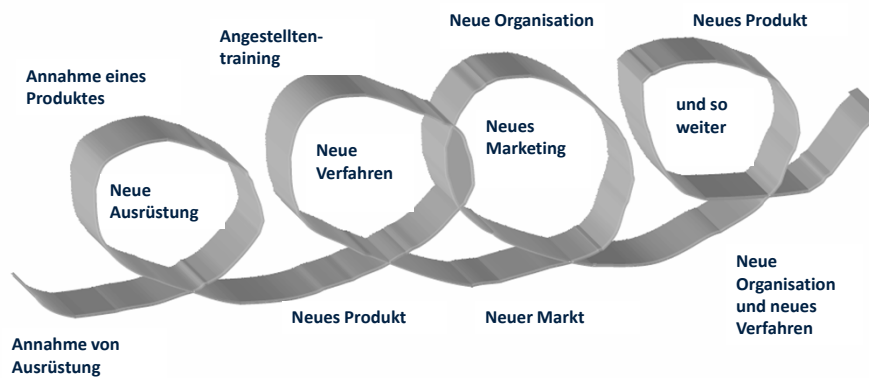 Neue Organisation
Neues Produkt
Angestellten-
training
Annahme eines
Produktes
und so
weiter
Neues
Marketing
Neue
Verfahren
Neue
Ausrüstung
Neue
Organisation
und neues
Verfahren
Neues Produkt
Neuer Markt
Annahme von
Ausrüstung